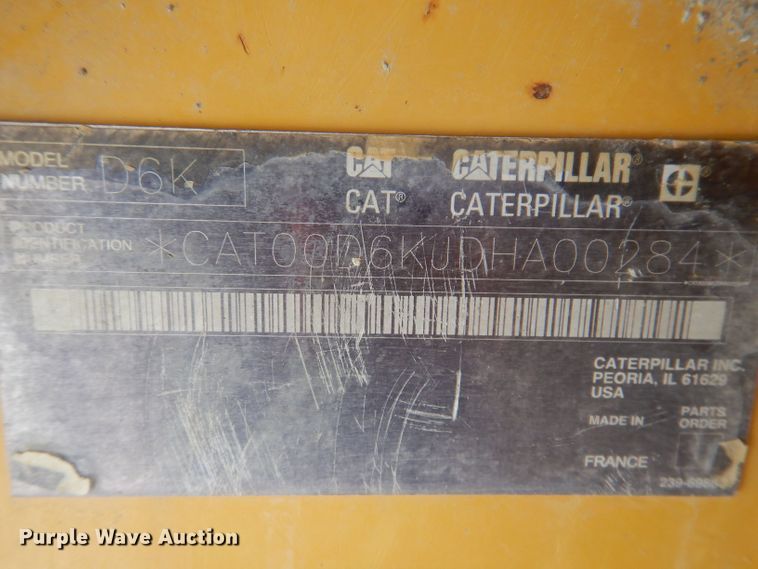 MODEL
NUMBER D6K
CAT CATERPILLAR
CAT® CATERPILLAR®
PRODUCT
IDENTIFICATION
NUMBER
*CAT00D6KJDHA00284*
CATERPILLAR INC.
PEORIA, IL 61629
USA
MADE IN
PARTS
ORDER
FRANCE
Purple Wave Auction